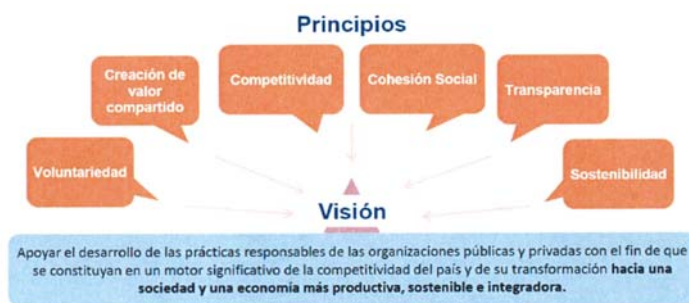 Principios
Creación de
valor
compartido
Competitividad
Cohesión Social
Transparencia
Voluntariedad
Sostenibilidad
Visión
Apoyar el desarrollo de las prácticas responsables de las organizaciones públicas y privadas con el fin de que
se constituyan en un motor significativo de la competitividad del país y de su transformación hacia una
sociedad y una economía más productiva, sostenible e integradora.